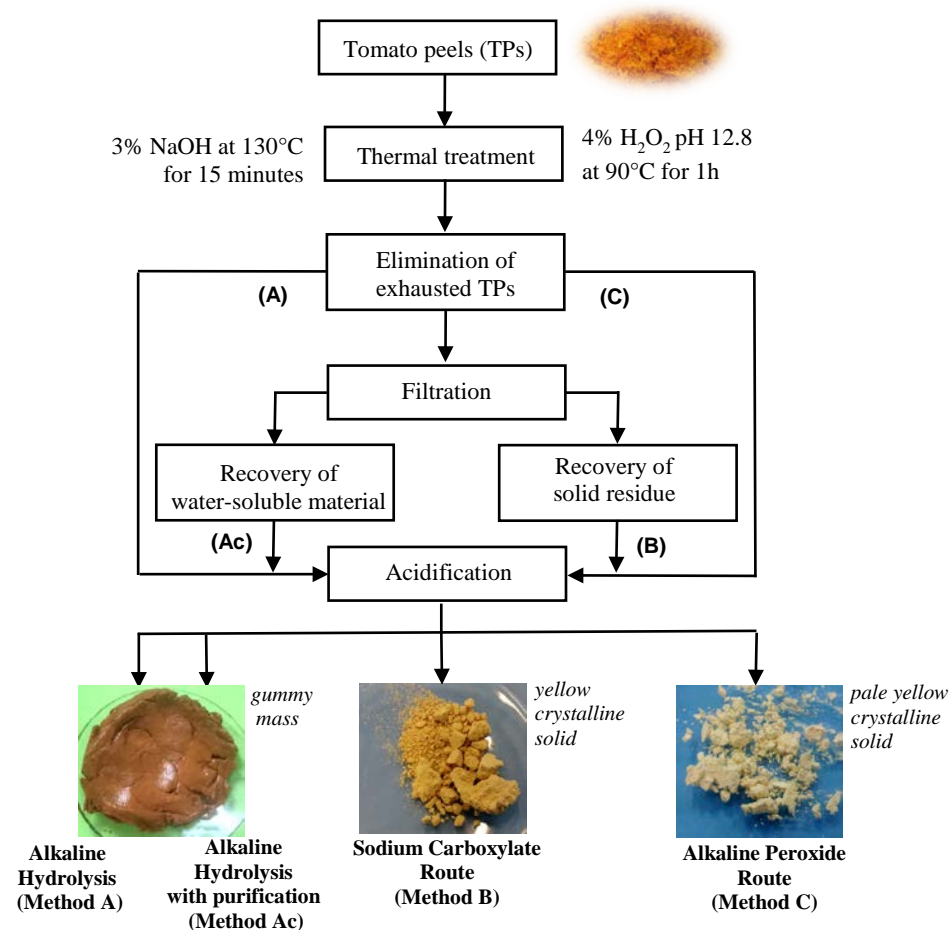 Tomato peels (TPs)
3% NaOH at 130°C
for 15 minutes
Thermal treatment
4% H₂O₂ pH 12.8
at 90°C for 1h
Elimination of
exhausted TPs
(A)
(C)
Filtration
Recovery of
water-soluble material
Recovery of
solid residue
(Ac)
(B)
Acidification
gummy
mass
yellow
crystalline
solid
pale yellow
crystalline
solid
Alkaline
Hydrolysis
(Method A)
Alkaline
Hydrolysis
with purification
(Method Ac)
Sodium Carboxylate
Route
(Method B)
Alkaline Peroxide
Route
(Method C)